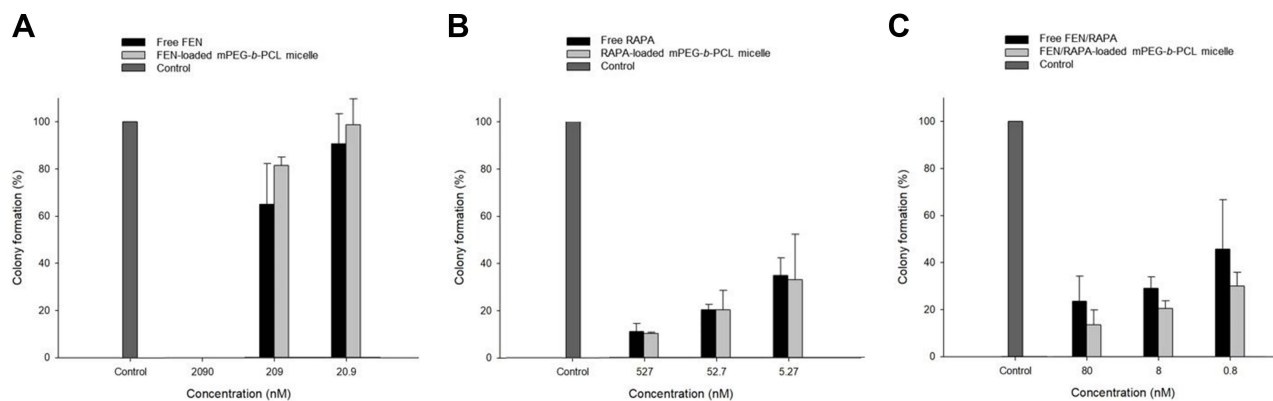 A
Free FEN
FEN-loaded mPEG-b-PCL micelle
Control
Colony formation (%)
100
80
60
40
20
0
Control 2090 209 20.9
Concentration (nM)
B
Free RAPA
RAPA-loaded mPEG-b-PCL micelle
Control
Colony formation (%)
100
80
60
40
20
0
Control 527 52.7 5.27
Concentration (nM)
C
Free FEN/RAPA
FEN/RAPA-loaded mPEG-b-PCL micelle
Control
Colony formation (%)
100
80
60
40
20
0
Control 80 8 0.8
Concentration (nM)